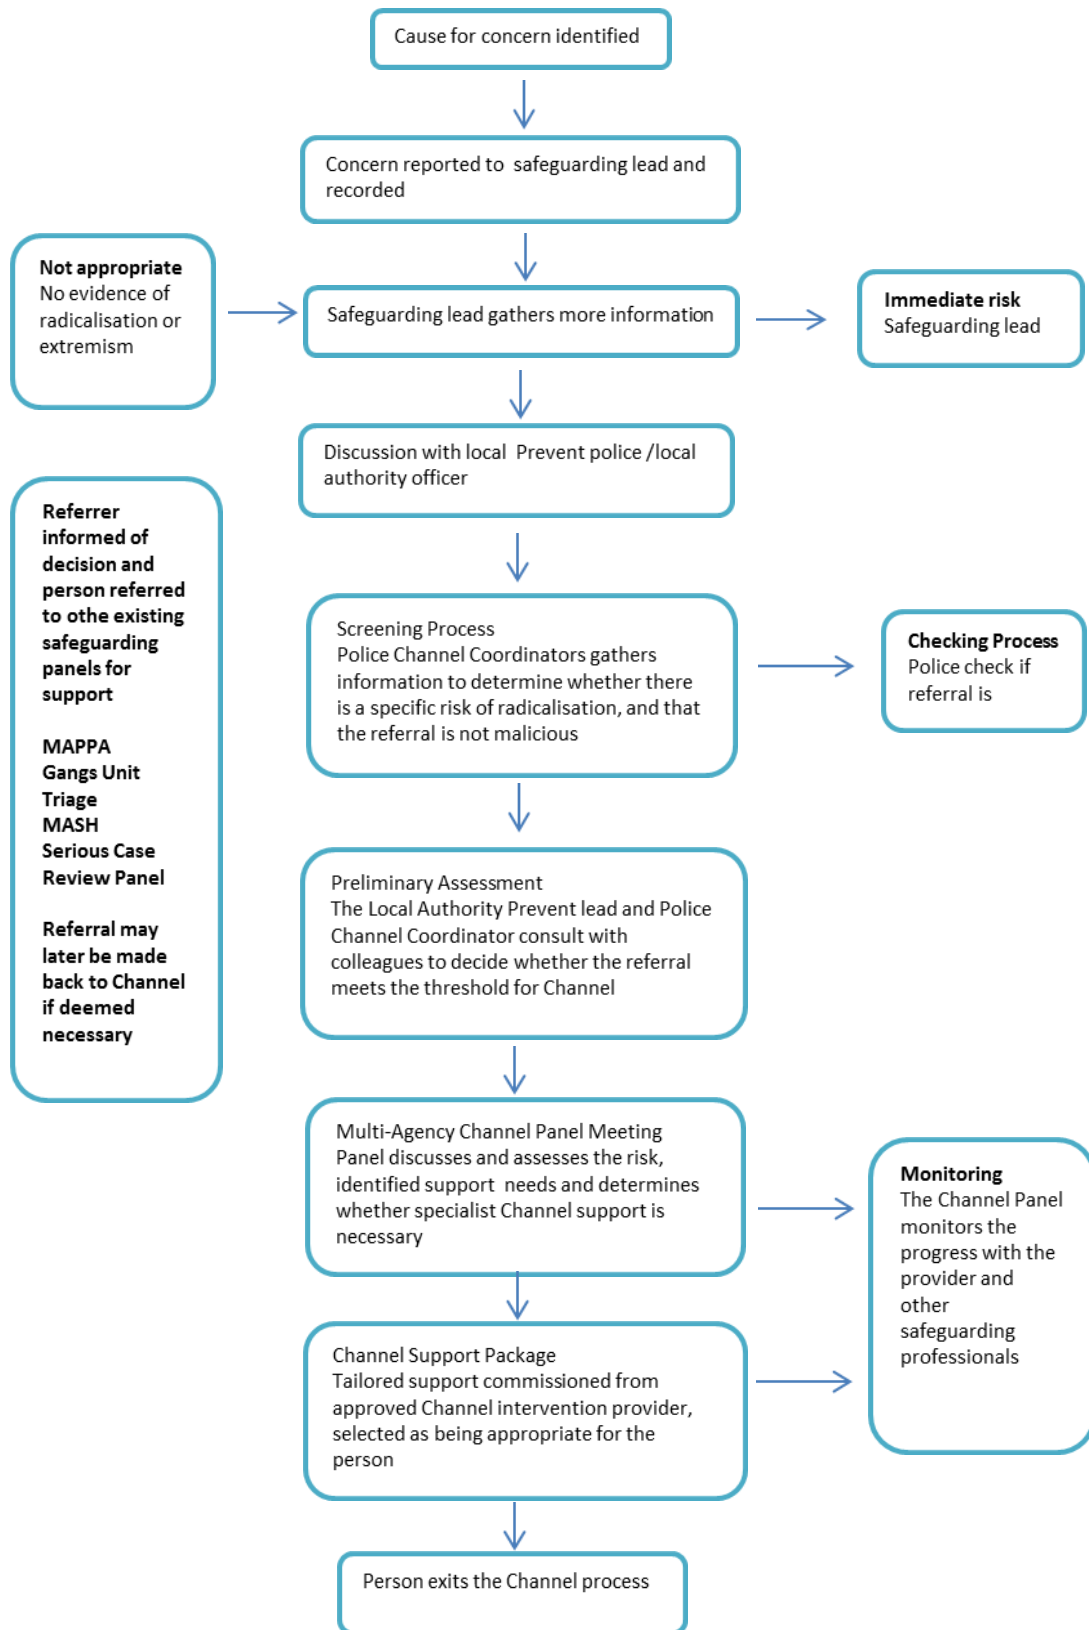 Cause for concern identified
Concern reported to safeguarding lead and
recorded
Not appropriate
No evidence of
radicalisation or
extremism
Safeguarding lead gathers more information
Immediate risk
Safeguarding lead
Discussion with local Prevent police /local
authority officer
Referrer
informed of
decision and
person referred
to othe existing
safeguarding
panels for
support
MAPPA
Gangs Unit
Triage
MASH
Serious Case
Review Panel
Referral may
later be made
back to Channel
if deemed
necessary
Screening Process
Police Channel Coordinators gathers
information to determine whether there
is a specific risk of radicalisation, and that
the referral is not malicious
Checking Process
Police check if
referral is
Preliminary Assessment
The Local Authority Prevent lead and Police
Channel Coordinator consult with
colleagues to decide whether the referral
meets the threshold for Channel
Multi-Agency Channel Panel Meeting
Panel discusses and assesses the risk,
identified support needs and determines
whether specialist Channel support is
necessary
Monitoring
The Channel Panel
monitors the
progress with the
provider and
other
safeguarding
professionals
Channel Support Package
Tailored support commissioned from
approved Channel intervention provider,
selected as being appropriate for the
person
Person exits the Channel process